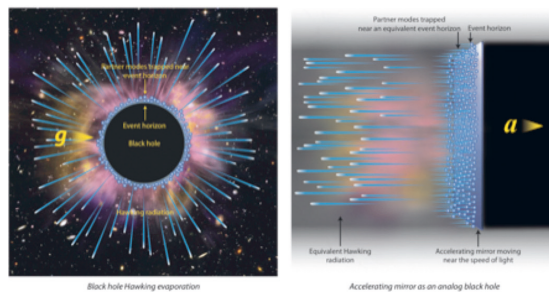 Partner modes trapped near
event horizon
g
Event horizon
Black hole
Hawking radiation
Black hole Hawking evaporation
Partner modes trapped
near an equivalent event horizon
Event horizon
a
Equivalent Hawking
radiation
Accelerating mirror moving
near the speed of light
Accelerating mirror as an analog black hole